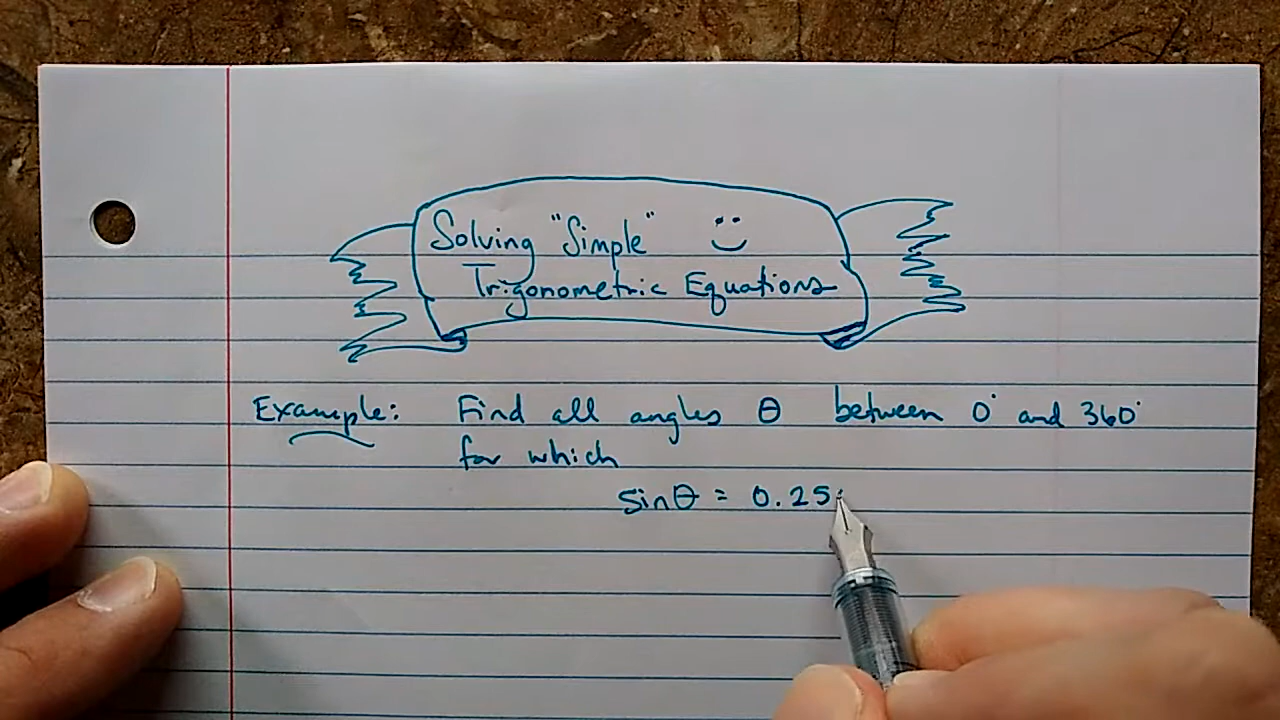 Solving "Simple" :)
Trigonometric Equations
Example: Find all angles θ between 0° and 360°
for which
sinθ = 0.25